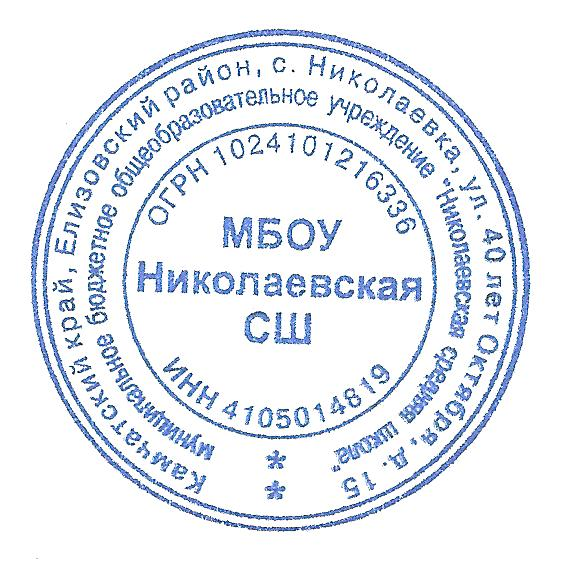 Камчатский край, Елизовский район, с. Николаевка, ул. 40 лет Октября, д. 15
муниципальное бюджетное общеобразовательное учреждение "Николаевская средняя школа"
ОГРН 1024101216336
МБОУ
Николаевская
СШ
ИНН 4105014819
*
*